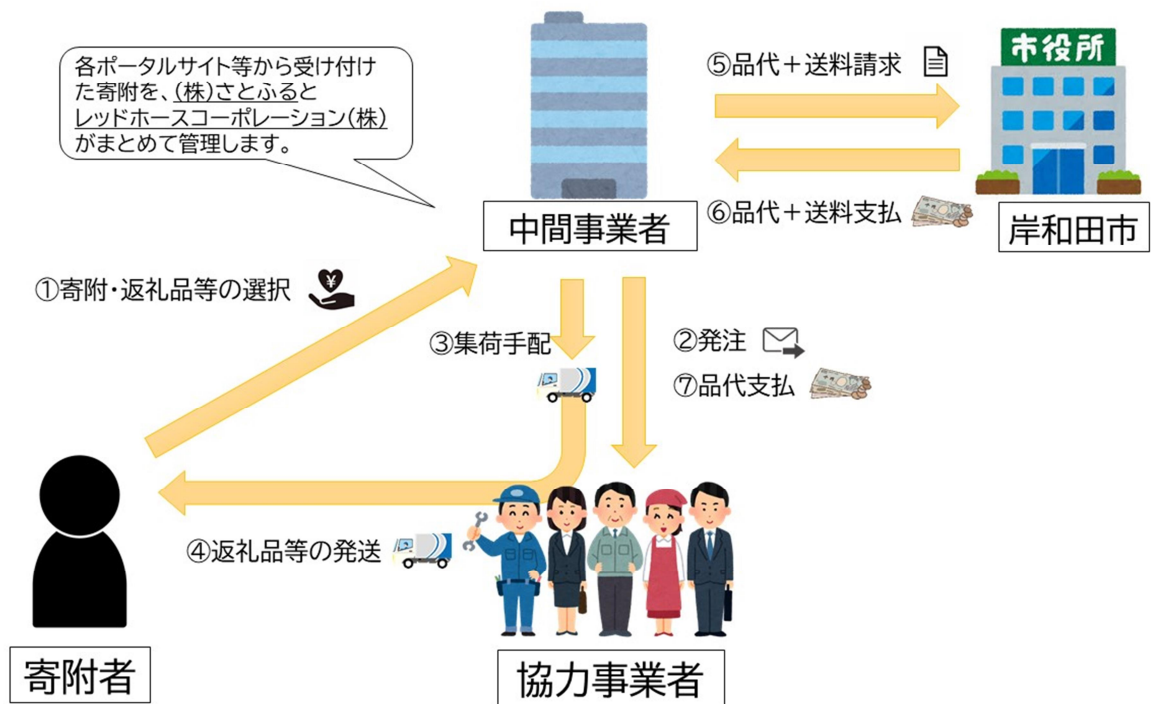 各ポータルサイト等から受け付け
た寄附を、(株)さとふると
レッドホースコーポレーション(株)
がまとめて管理します。
中間事業者
⑤品代＋送料請求
市役所
⑥品代＋送料支払
岸和田市
①寄附・返礼品等の選択
¥
③集荷手配
②発注
⑦品代支払
④返礼品等の発送
寄附者
協力事業者